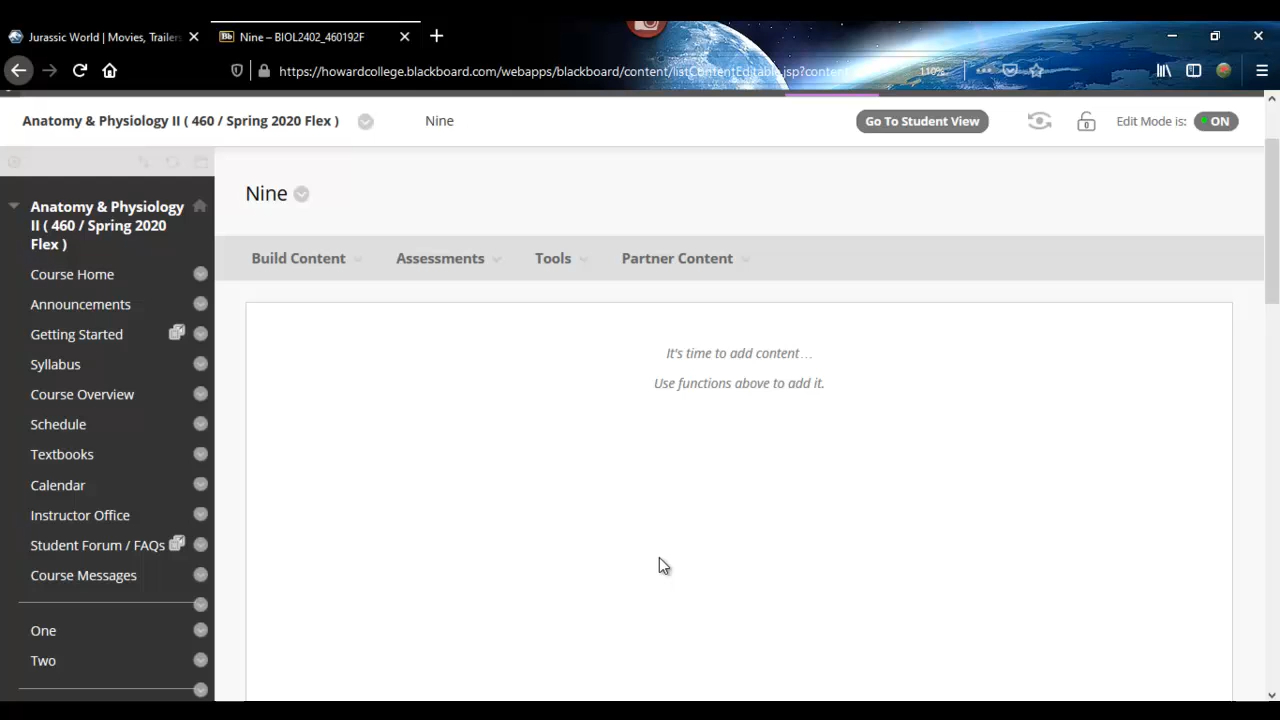 Jurassic World | Movies, Trailers
Bb Nine – BIOL2402_460192F
https://howardcollege.blackboard.com/webapps/blackboard/content/listContentEditable.jsp?content
110%
Anatomy & Physiology II ( 460 / Spring 2020 Flex )
Nine
Go To Student View
0
Edit Mode is:
ON
Anatomy & Physiology
II ( 460 / Spring 2020
Flex )
Course Home
Announcements
Getting Started
Syllabus
Course Overview
Schedule
Textbooks
Calendar
Instructor Office
Student Forum / FAQs
Course Messages
One
Two
Nine
Build Content
Assessments
Tools
Partner Content
It's time to add content...
Use functions above to add it.